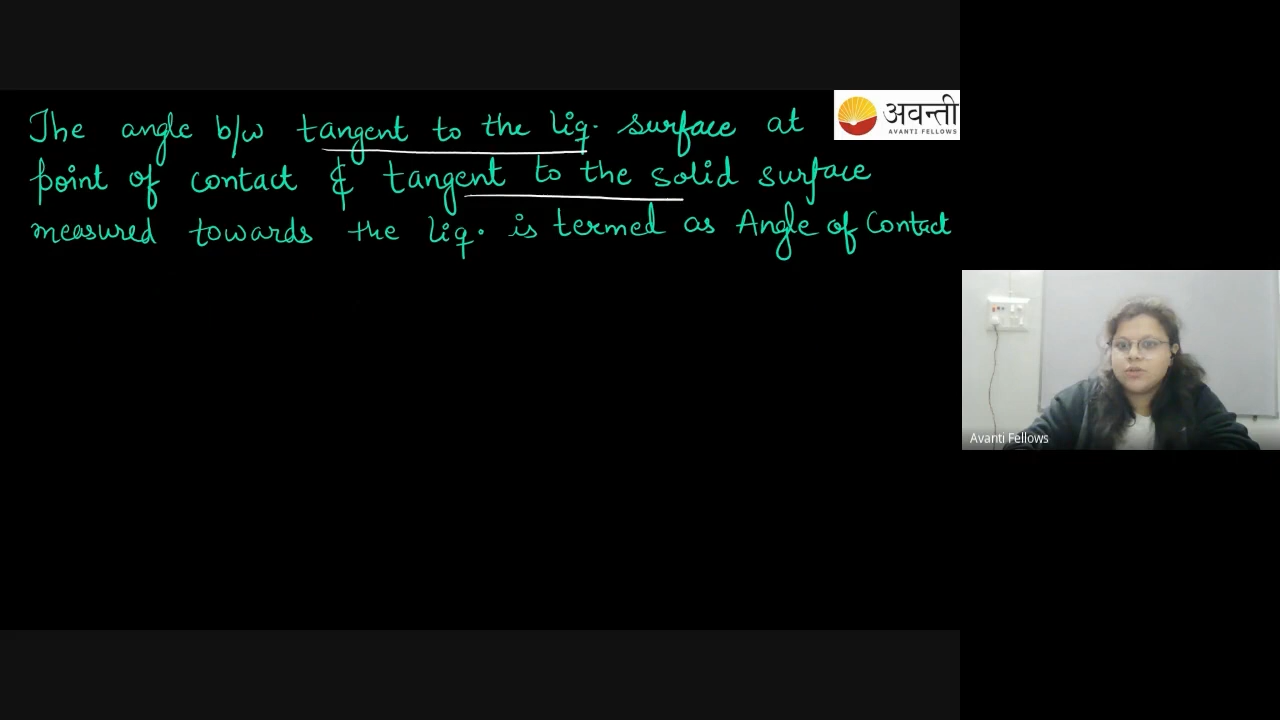 The angle b/w tangent to the liq. surface at
point of contact & tangent to the solid surface
measured towards the liq. is termed as Angle of Contact
अवन्ती
AVANTI FELLOWS
Avanti Fellows